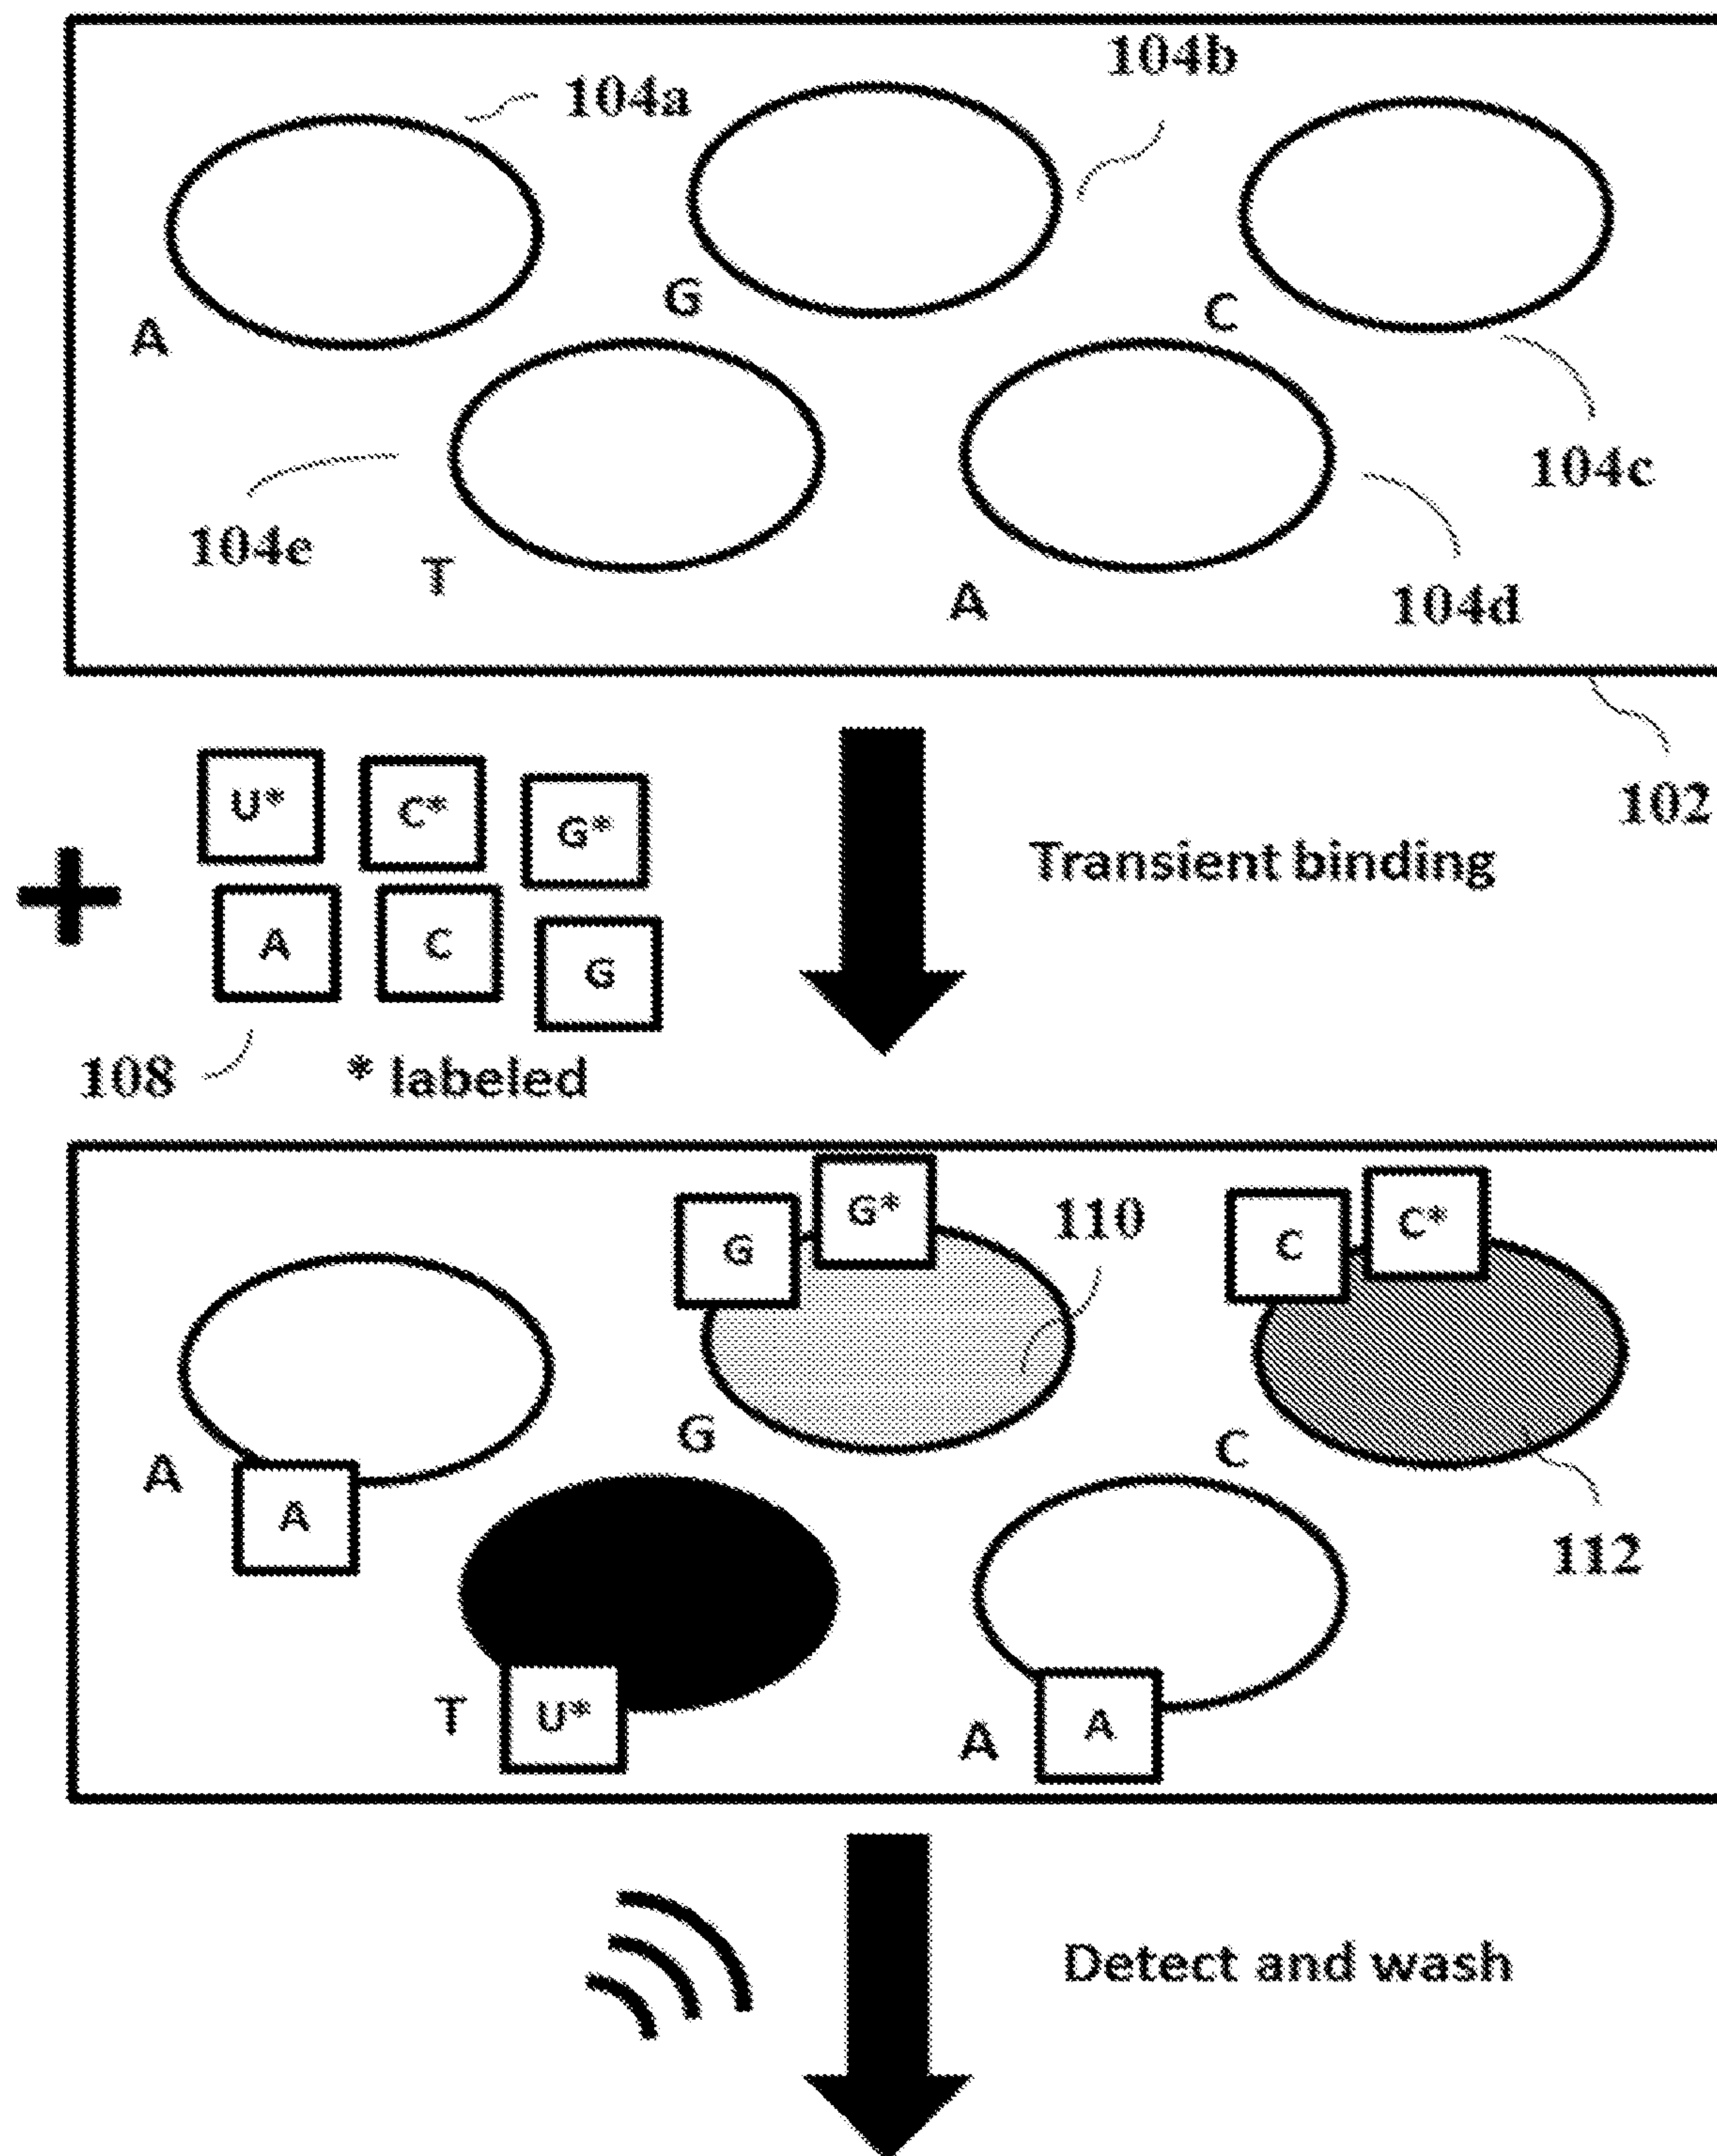 104b
104a
G
C
A
104c
104e
T
A
104d
102
U* C* G*
Transient binding
+
A C G
108
* labeled
G G* 110
C C*
A
G
C
A
112
T U*
A A
Detect and wash